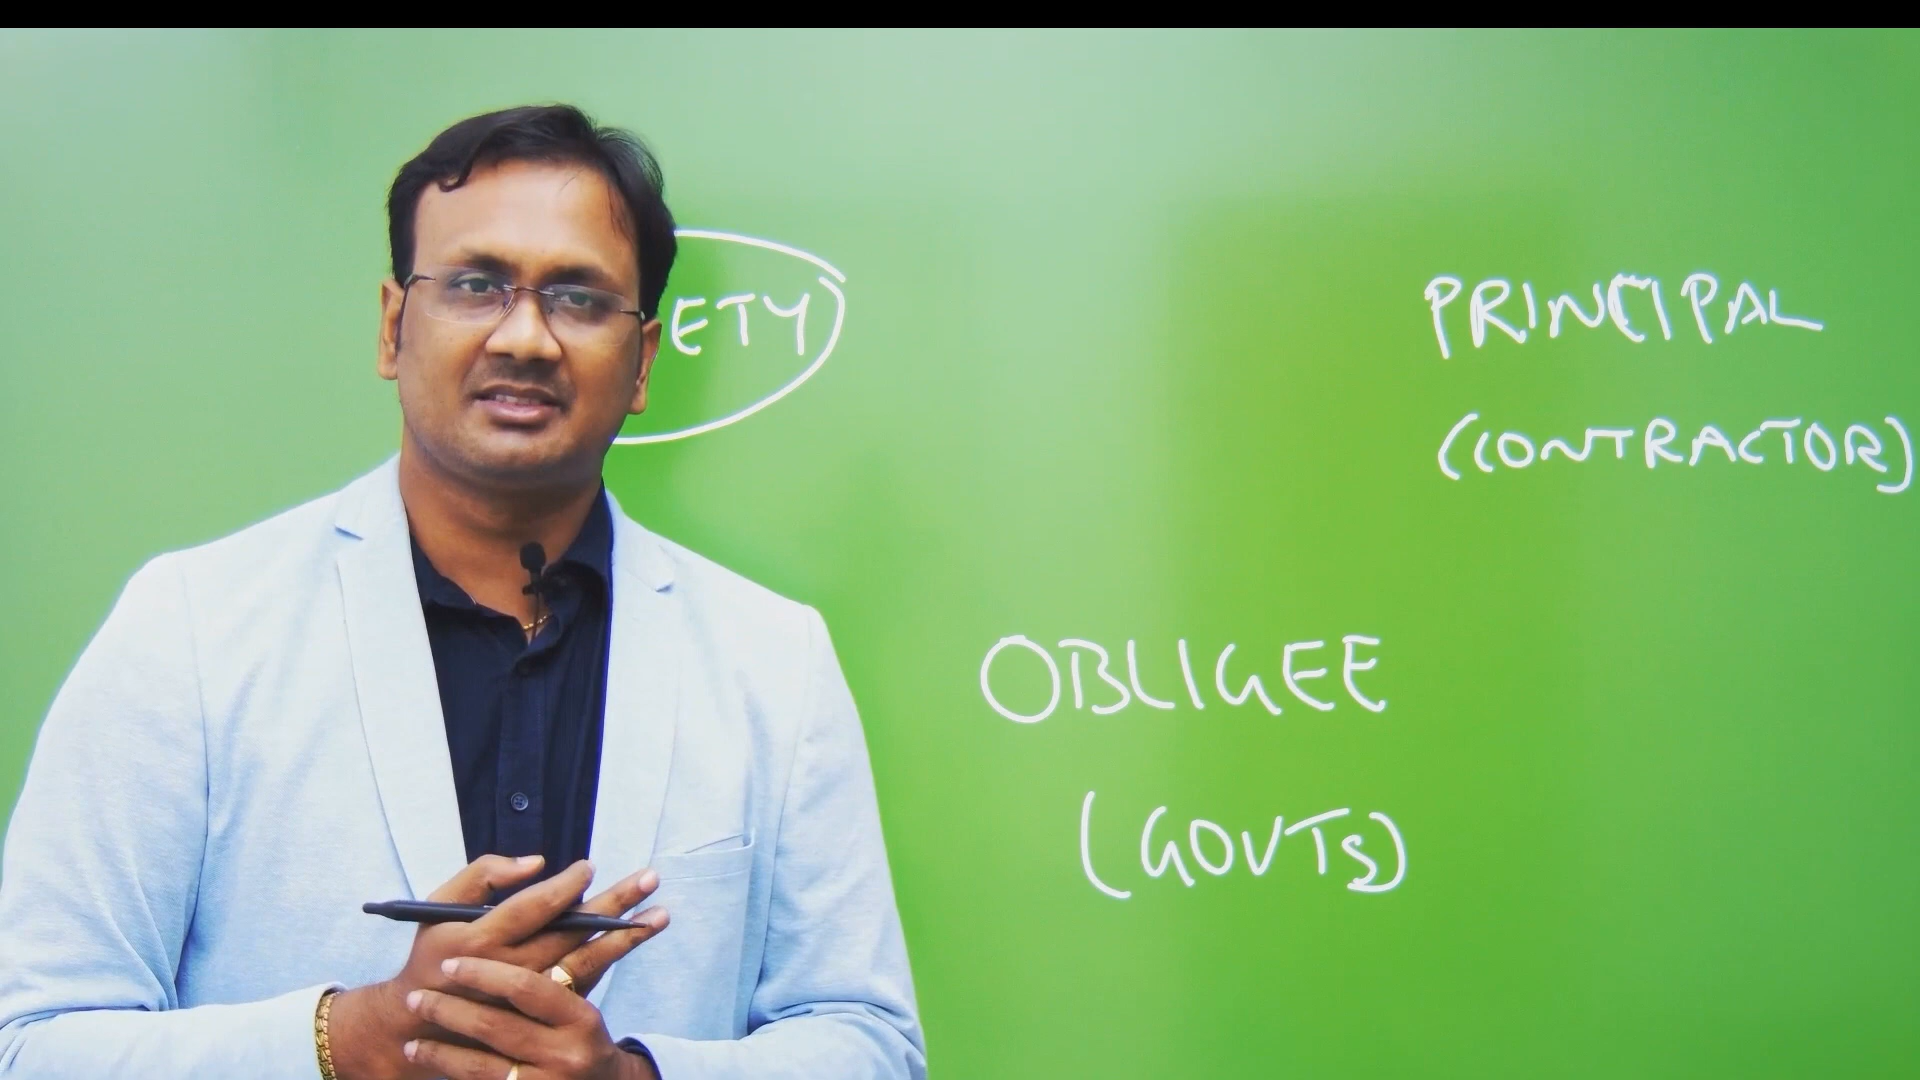 ETY
PRINCIPAL
(CONTRACTOR)
OBLIGEE
(GOVTS)